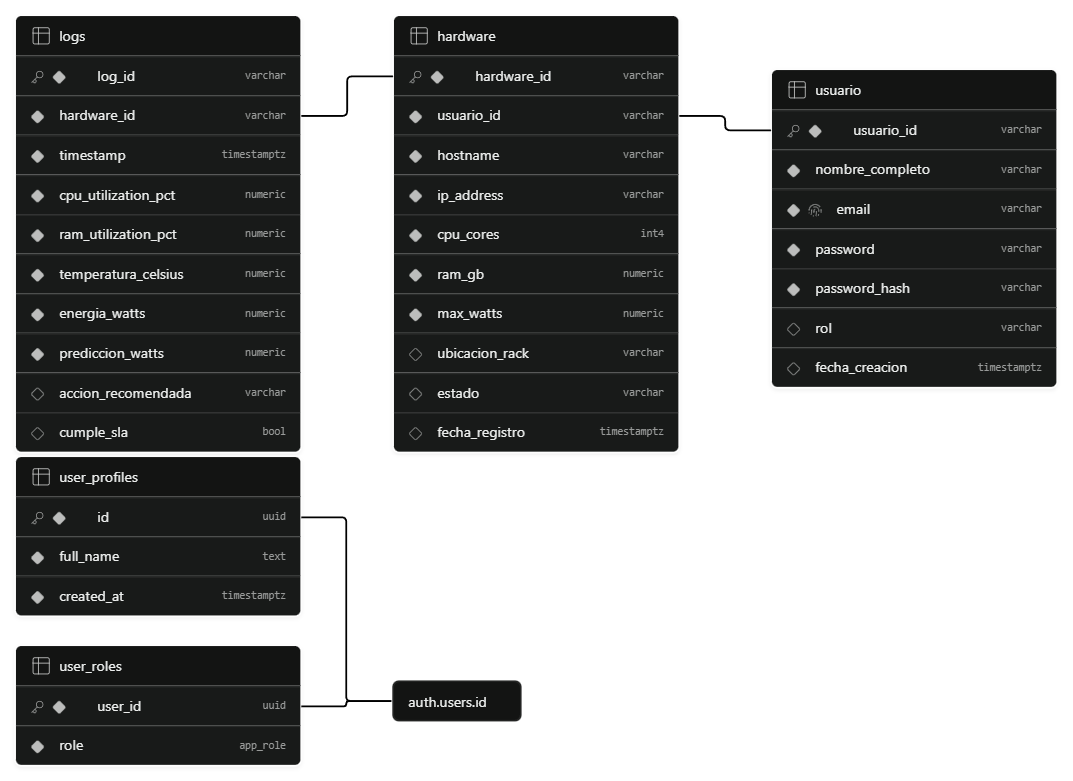 logs
log_id varchar
hardware_id varchar
timestamp timestamptz
cpu_utilization_pct numeric
ram_utilization_pct numeric
temperatura_celsius numeric
energia_watts numeric
prediccion_watts numeric
accion_recomendada varchar
cumple_sla bool
hardware
hardware_id varchar
usuario_id varchar
hostname varchar
ip_address varchar
cpu_cores int4
ram_gb numeric
max_watts numeric
ubicacion_rack varchar
estado varchar
fecha_registro timestamptz
usuario
usuario_id varchar
nombre_completo varchar
email varchar
password varchar
password_hash varchar
rol varchar
fecha_creacion timestamptz
user_profiles
id uuid
full_name text
created_at timestamptz
user_roles
user_id uuid
role app_role
auth.users.id